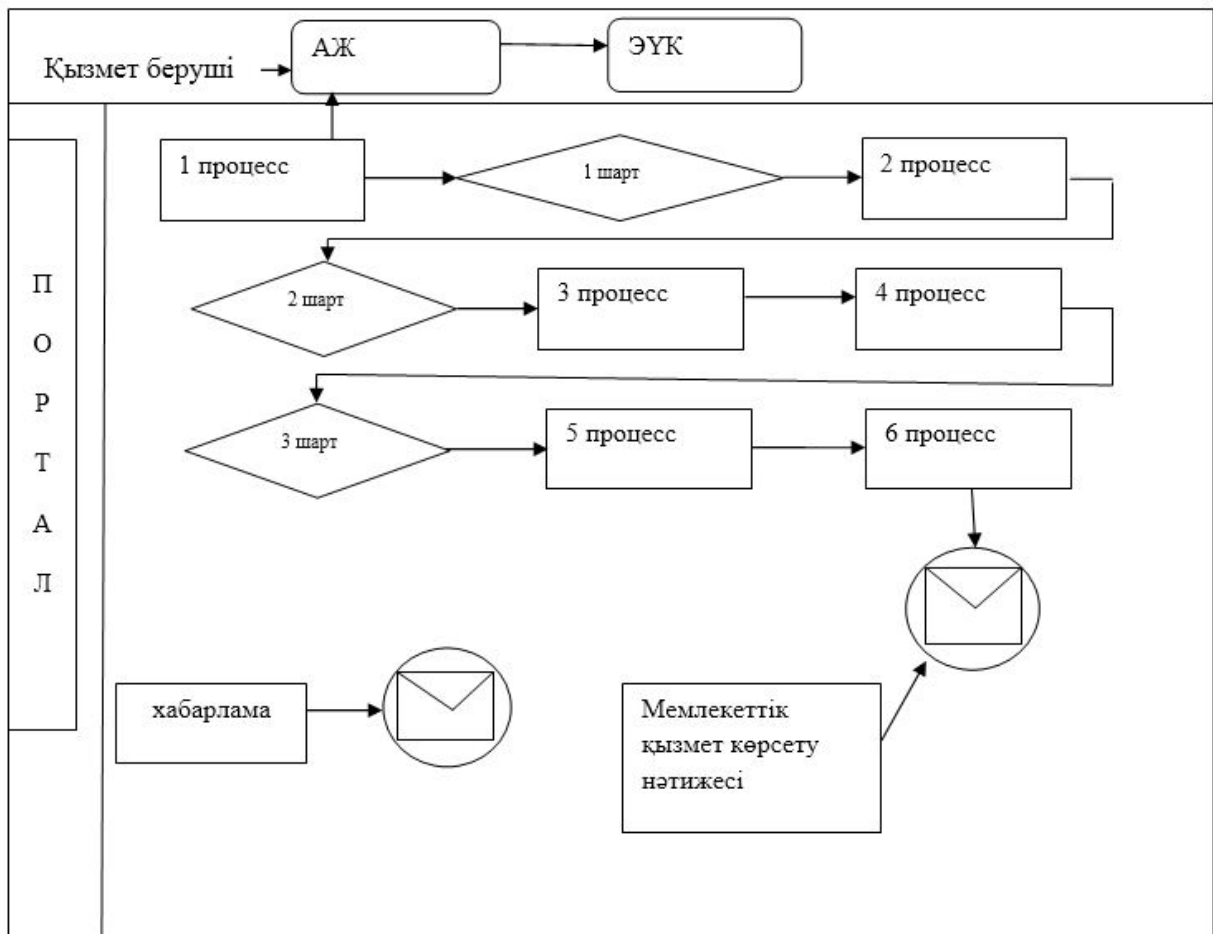 Қызмет беруші
АЖ
ЭҮК
1 процесс
1 шарт
2 процесс
2 шарт
3 процесс
4 процесс
3 шарт
5 процесс
6 процесс
П
О
Р
Т
А
Л
хабарлама
Мемлекеттік
қызмет көрсету
нәтижесі